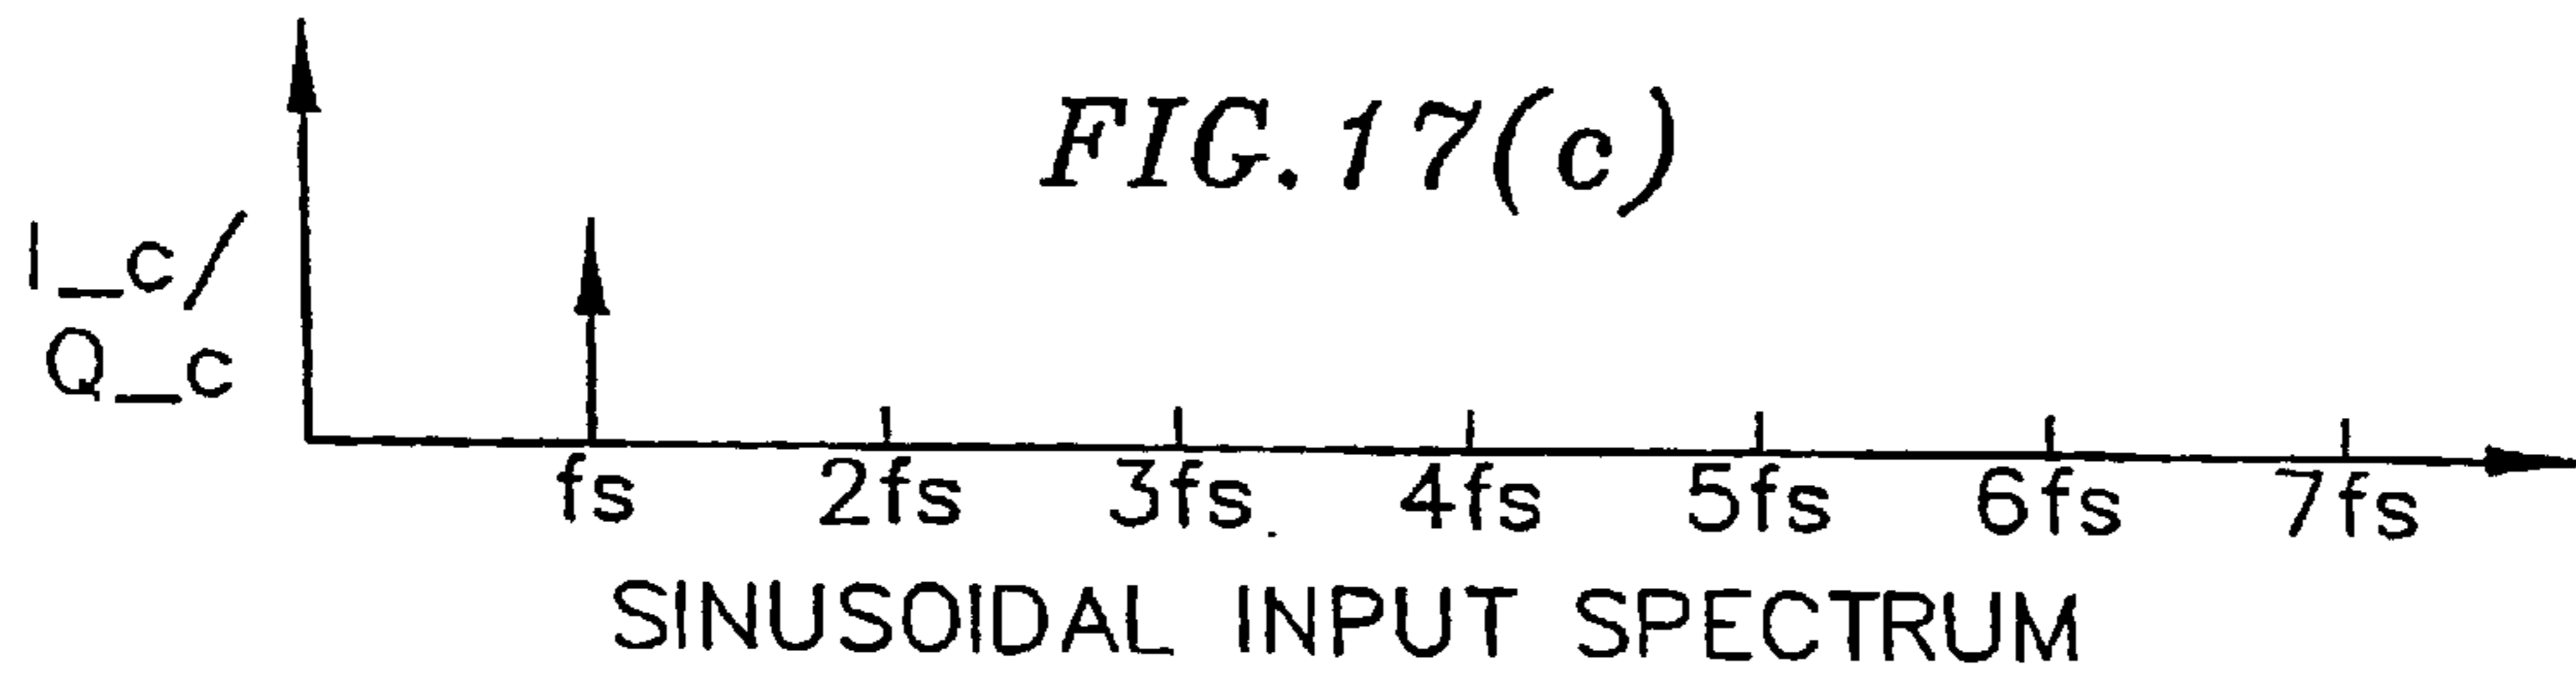 FIG.17(c)
I_c/
Q_c
fs 2fs 3fs 4fs 5fs 6fs 7fs
SINUSOIDAL INPUT SPECTRUM